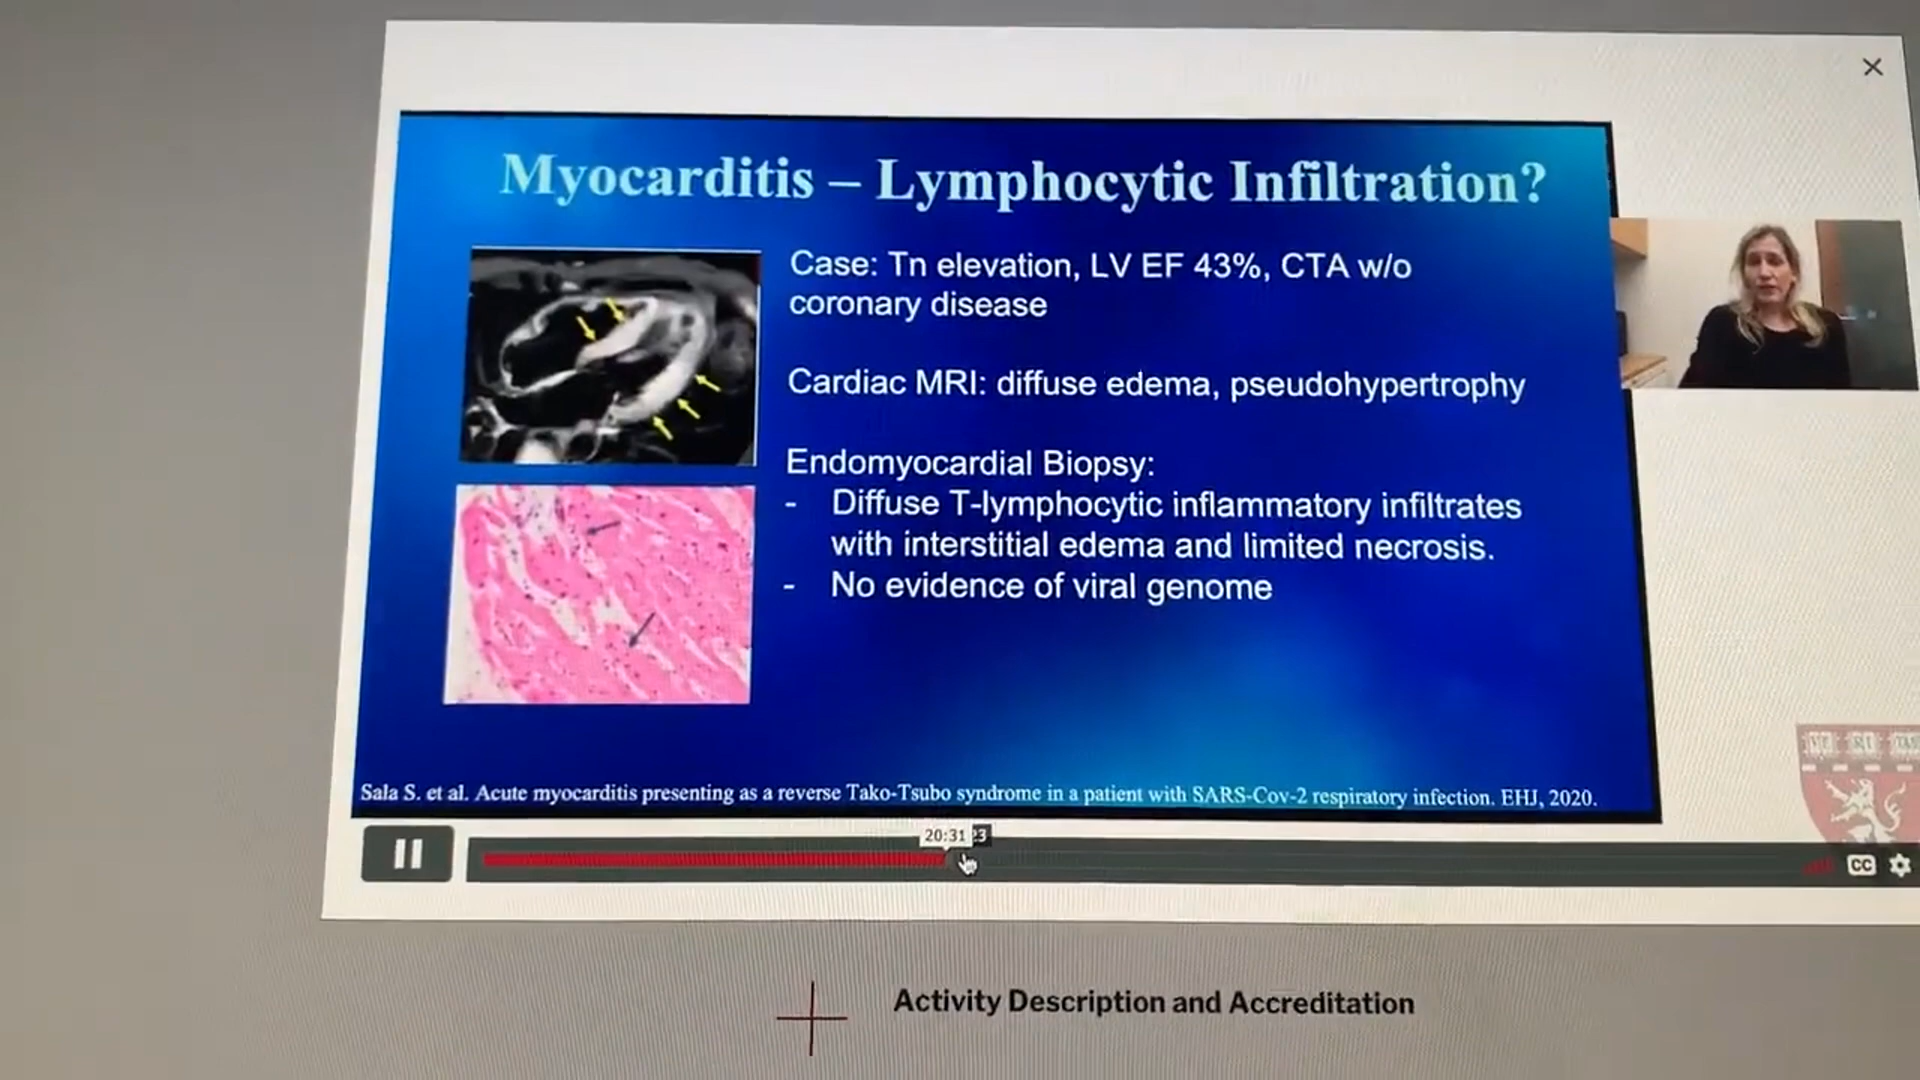 Myocarditis – Lymphocytic Infiltration?
Case: Tn elevation, LV EF 43%, CTA w/o
coronary disease
Cardiac MRI: diffuse edema, pseudohypertrophy
Endomyocardial Biopsy:
- Diffuse T-lymphocytic inflammatory infiltrates
with interstitial edema and limited necrosis.
- No evidence of viral genome
Sala S. et al. Acute myocarditis presenting as a reverse Tako-Tsubo syndrome in a patient with SARS-Cov-2 respiratory infection. EHJ, 2020.
20:31
CC
Activity Description and Accreditation